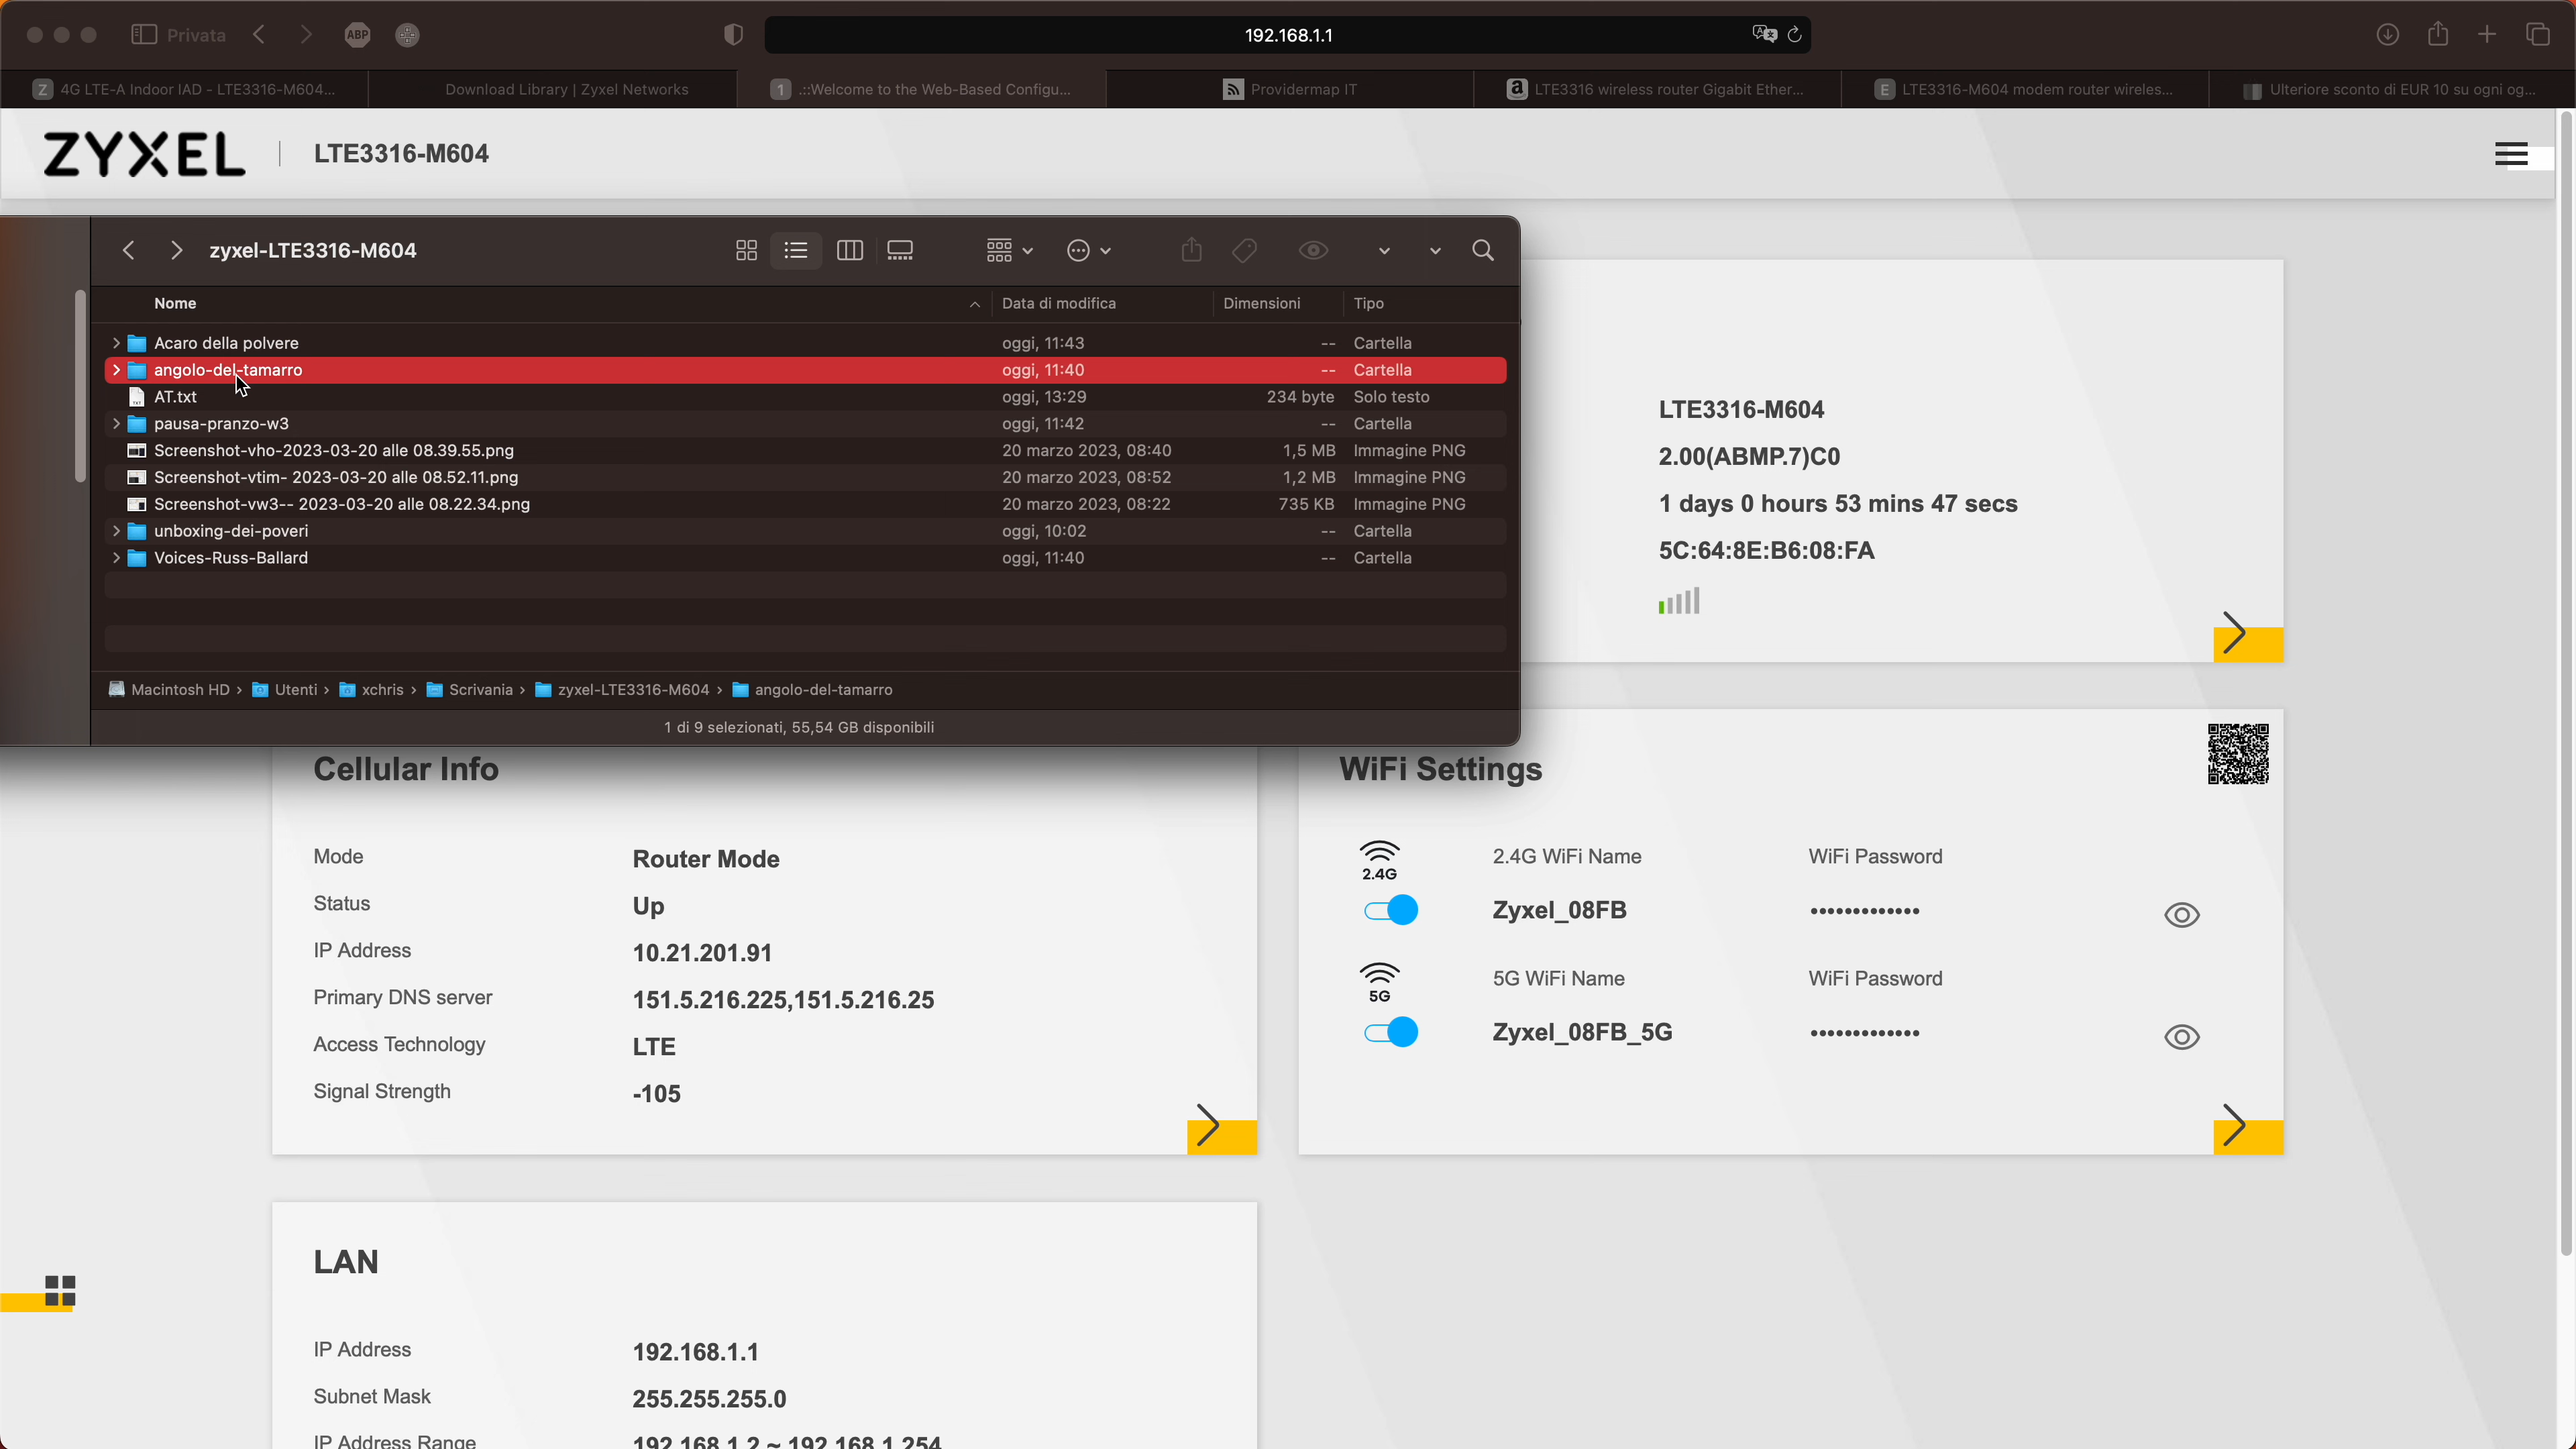 Privata
ABP
192.168.1.1
Z 4G LTE-A Indoor IAD - LTE3316-M604...
Download Library | Zyxel Networks
1 .::Welcome to the Web-Based Configu...
Providermap IT
a LTE3316 wireless router Gigabit Ether...
E LTE3316-M604 modem router wireles...
Ulteriore sconto di EUR 10 su ogni og...
ZYXEL
LTE3316-M604
zyxel-LTE3316-M604
Nome Data di modifica Dimensioni Tipo
Acaro della polvere oggi, 11:43 -- Cartella
angolo-del-tamarro oggi, 11:40 -- Cartella
AT.txt oggi, 13:29 234 byte Solo testo
pausa-pranzo-w3 oggi, 11:42 -- Cartella
Screenshot-vho-2023-03-20 alle 08.39.55.png 20 marzo 2023, 08:40 1,5 MB Immagine PNG
Screenshot-vtim- 2023-03-20 alle 08.52.11.png 20 marzo 2023, 08:52 1,2 MB Immagine PNG
Screenshot-vw3-- 2023-03-20 alle 08.22.34.png 20 marzo 2023, 08:22 735 KB Immagine PNG
unboxing-dei-poveri oggi, 10:02 -- Cartella
Voices-Russ-Ballard oggi, 11:40 -- Cartella
Macintosh HD › Utenti › xchris › Scrivania › zyxel-LTE3316-M604 › angolo-del-tamarro
1 di 9 selezionati, 55,54 GB disponibili
LTE3316-M604
2.00(ABMP.7)C0
1 days 0 hours 53 mins 47 secs
5C:64:8E:B6:08:FA
Cellular Info
Mode Router Mode
Status Up
IP Address 10.21.201.91
Primary DNS server 151.5.216.225,151.5.216.25
Access Technology LTE
Signal Strength -105
WiFi Settings
2.4G
2.4G WiFi Name WiFi Password
Zyxel_08FB •••••••••••••
5G
5G WiFi Name WiFi Password
Zyxel_08FB_5G •••••••••••••
LAN
IP Address 192.168.1.1
Subnet Mask 255.255.255.0
IP Address Range 192.168.1.2 ~ 192.168.1.254